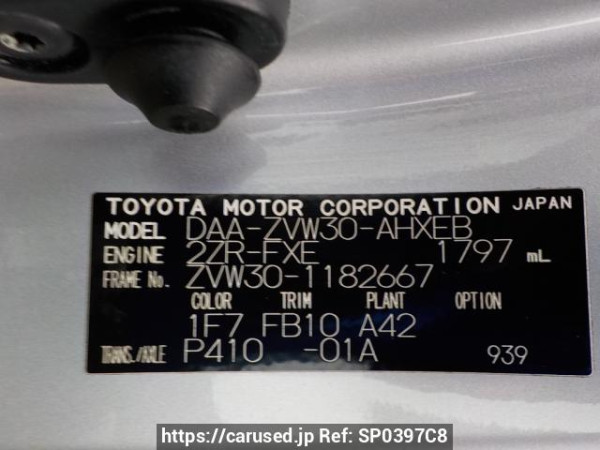 TOYOTA MOTOR CORPORATION JAPAN
MODEL DAA-ZVW30-AHXEB
ENGINE 2ZR-FXE 1797 mL
FRAME No. ZVW30-1182667
COLOR TRIM PLANT OPTION
1F7 FB10 A42
TRANS./AXLE P410 -01A 939
https://carused.jp Ref: SP0397C8